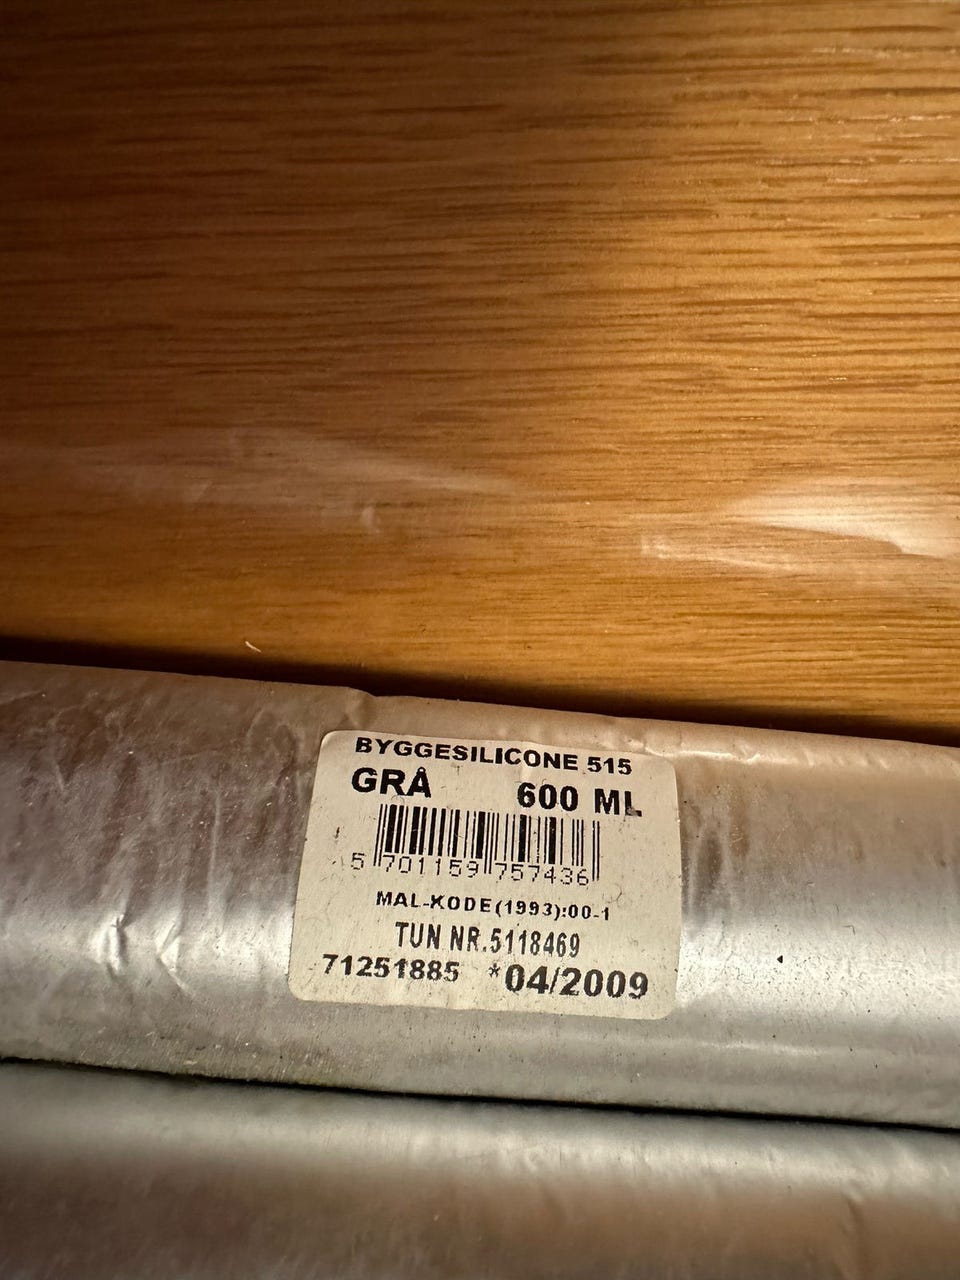 BYGGESILICONE 515
GRÅ 600 ML
5 701159 757436
MAL-KODE(1993):00-1
TUN NR.5118469
71251885 *04/2009